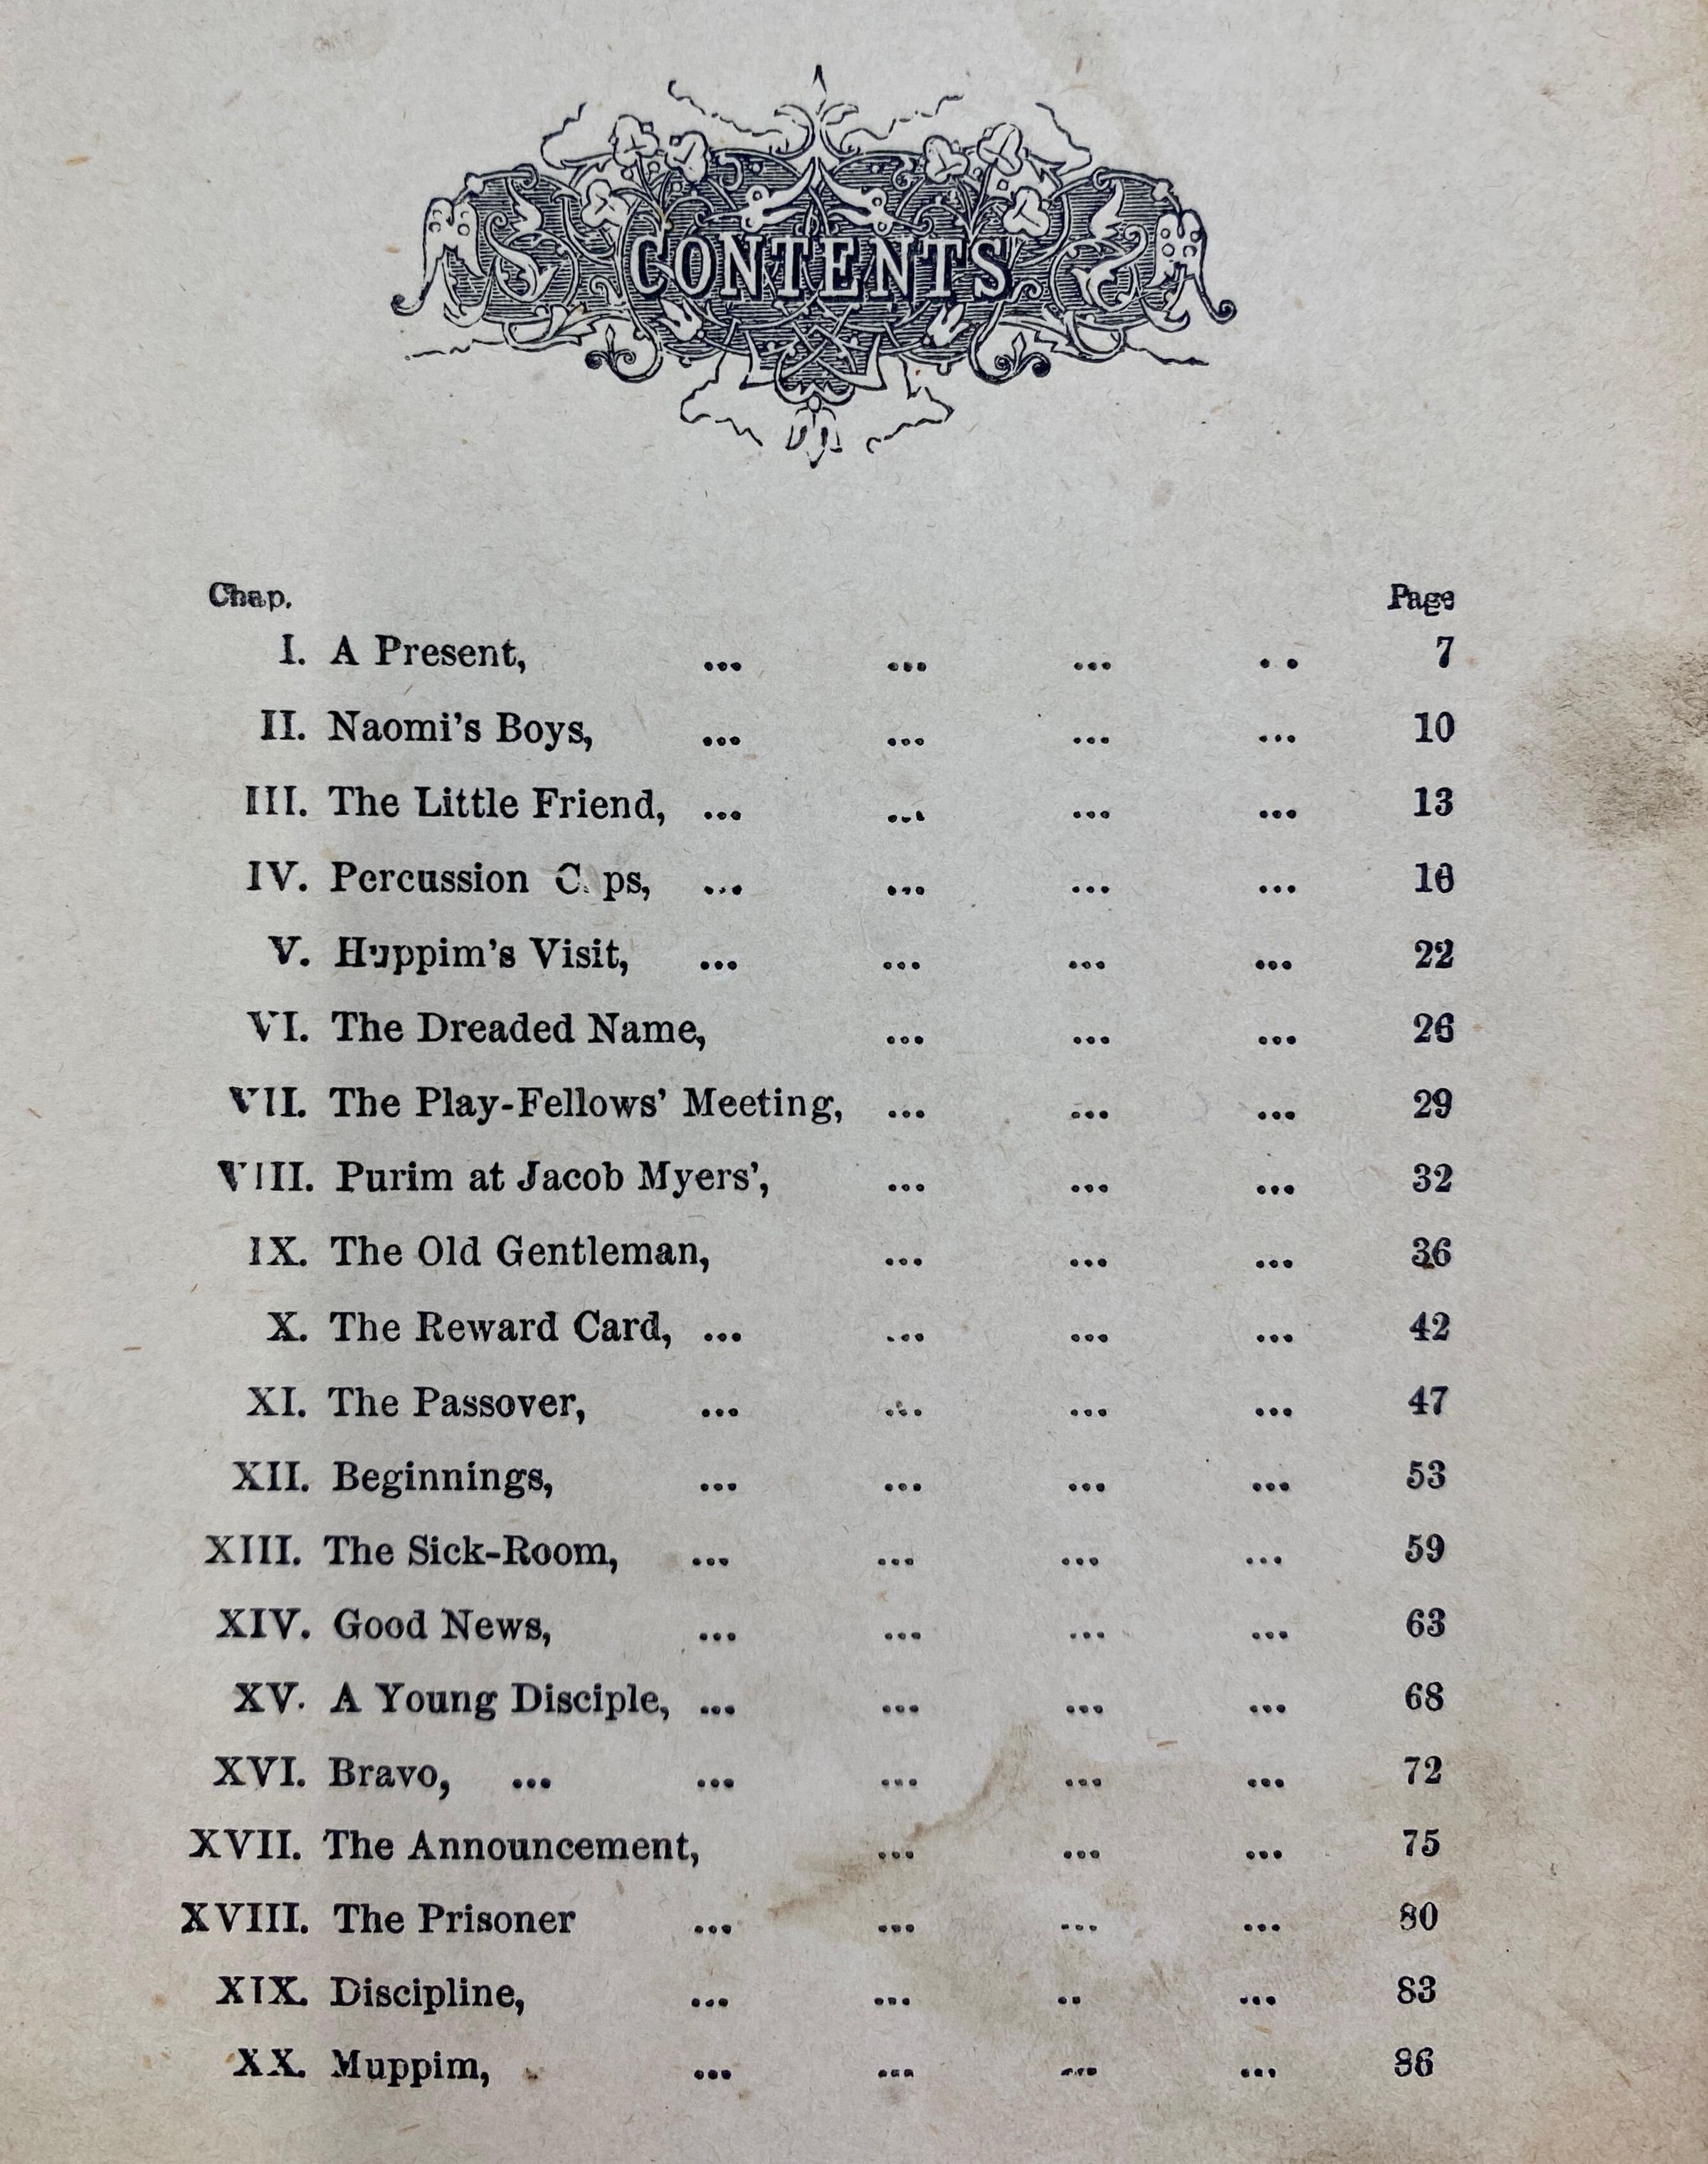 CONTENTS
Chap. Page
I. A Present, ... ... ... . . 7
II. Naomi's Boys, ... ... ... ... 10
III. The Little Friend, ... ... ... ... 13
IV. Percussion C ps, ... ... ... ... 16
V. Huppim's Visit, ... ... ... ... 22
VI. The Dreaded Name, ... ... ... 26
VII. The Play-Fellows' Meeting, ... ... ... 29
VIII. Purim at Jacob Myers', ... ... ... 32
IX. The Old Gentleman, ... ... ... 36
X. The Reward Card, ... ... ... ... 42
XI. The Passover, ... ... ... ... 47
XII. Beginnings, ... ... ... ... 53
XIII. The Sick-Room, ... ... ... ... 59
XIV. Good News, ... ... ... ... 63
XV. A Young Disciple, ... ... ... ... 68
XVI. Bravo, ... ... ... ... ... 72
XVII. The Announcement, ... ... ... 75
XVIII. The Prisoner ... ... ... ... 80
XIX. Discipline, ... ... .. ... 83
XX. Muppim, ... ... ... ... 86